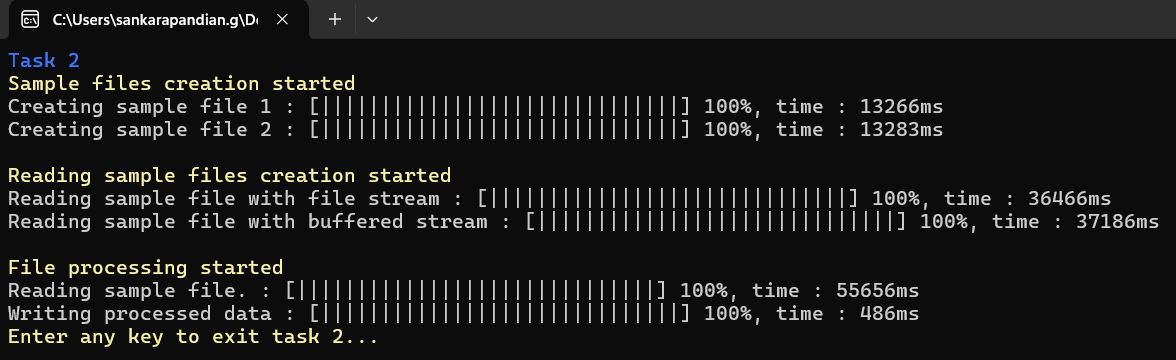 C:\Users\sankarapandian.g\De
Task 2
Sample files creation started
Creating sample file 1 : [||||||||||||||||||||||||||||||] 100%, time : 13266ms
Creating sample file 2 : [||||||||||||||||||||||||||||||] 100%, time : 13283ms
Reading sample files creation started
Reading sample file with file stream : [||||||||||||||||||||||||||||||] 100%, time : 36466ms
Reading sample file with buffered stream : [||||||||||||||||||||||||||||||] 100%, time : 37186ms
File processing started
Reading sample file. : [||||||||||||||||||||||||||||||] 100%, time : 55656ms
Writing processed data : [||||||||||||||||||||||||||||||] 100%, time : 486ms
Enter any key to exit task 2...